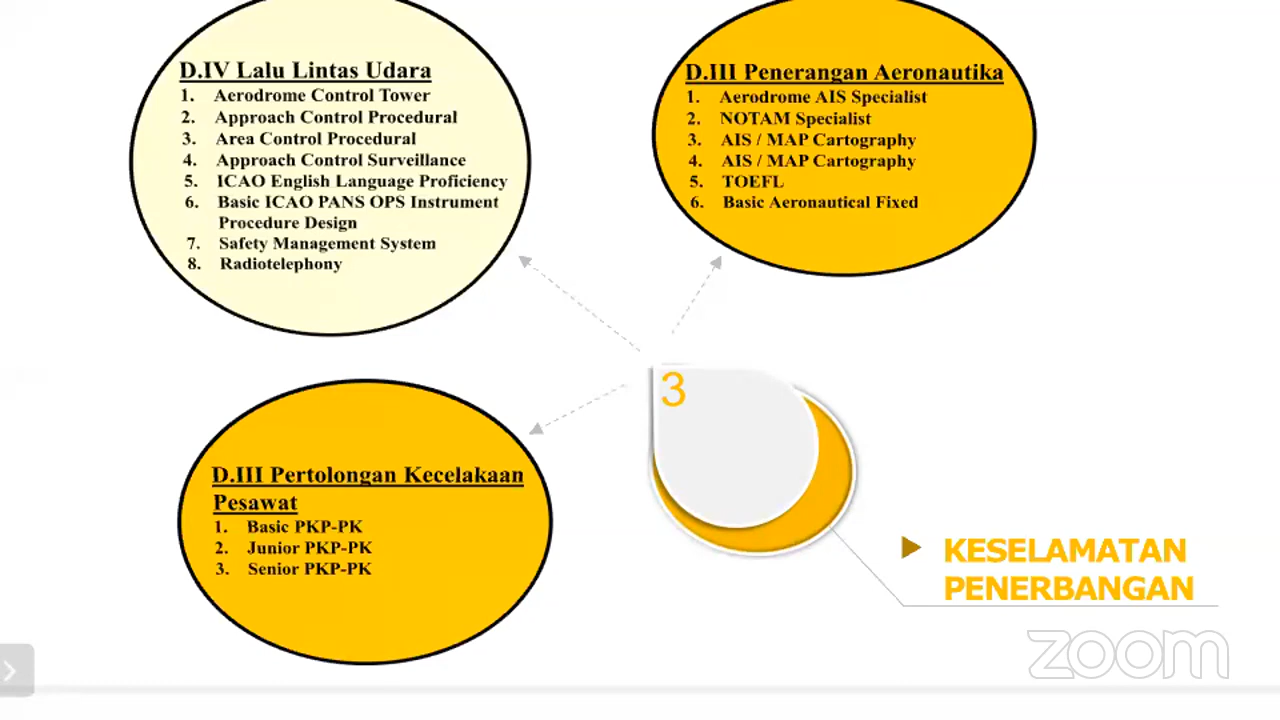 D.IV Lalu Lintas Udara
1. Aerodrome Control Tower
2. Approach Control Procedural
3. Area Control Procedural
4. Approach Control Surveillance
5. ICAO English Language Proficiency
6. Basic ICAO PANS OPS Instrument
Procedure Design
7. Safety Management System
8. Radiotelephony
D.III Penerangan Aeronautika
1. Aerodrome AIS Specialist
2. NOTAM Specialist
3. AIS / MAP Cartography
4. AIS / MAP Cartography
5. TOEFL
6. Basic Aeronautical Fixed
3
D.III Pertolongan Kecelakaan
Pesawat
1. Basic PKP-PK
2. Junior PKP-PK
3. Senior PKP-PK
KESELAMATAN
PENERBANGAN
zoom